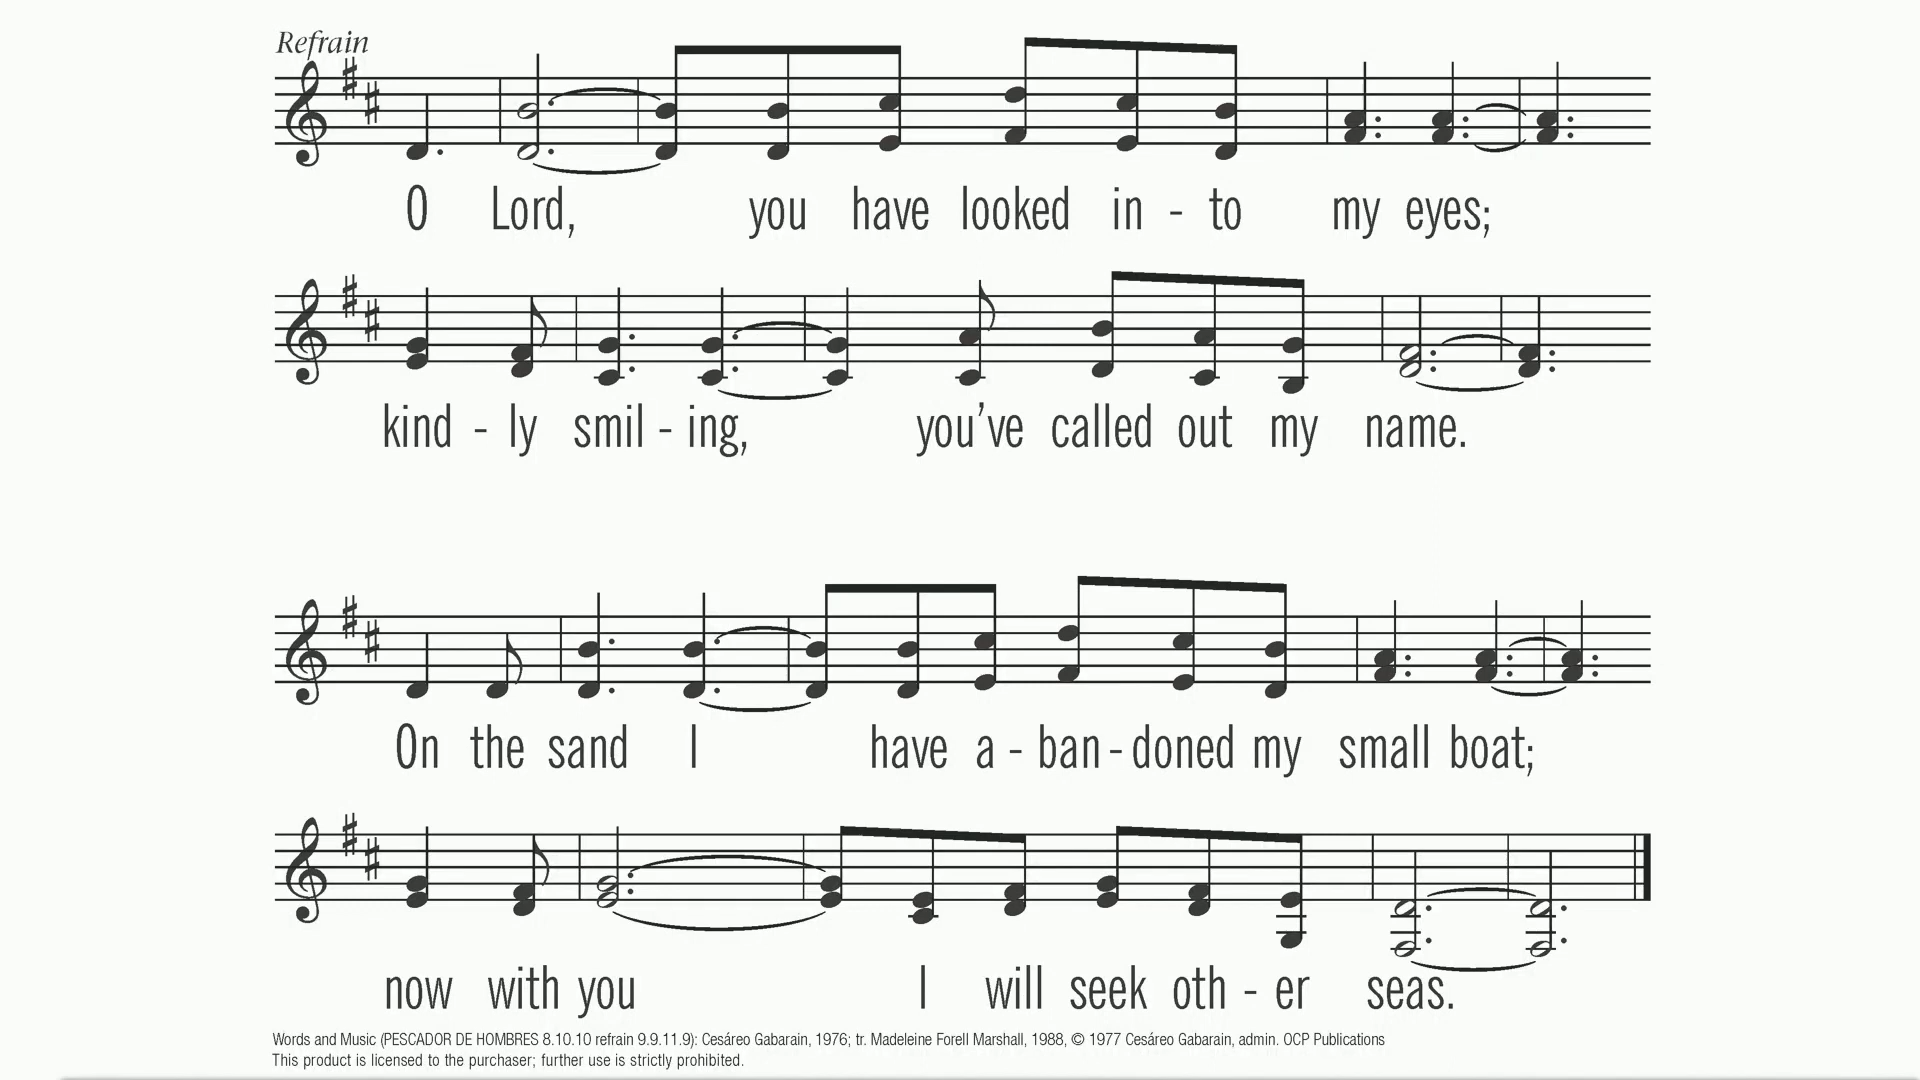 Refrain
O Lord, you have looked in - to my eyes;
kind - ly smil - ing, you've called out my name.
On the sand I have a - ban - doned my small boat;
now with you I will seek oth - er seas.
Words and Music (PESCADOR DE HOMBRES 8.10.10 refrain 9.9.11.9): Cesáreo Gabarain, 1976; tr. Madeleine Forell Marshall, 1988, © 1977 Cesáreo Gabarain, admin. OCP Publications
This product is licensed to the purchaser; further use is strictly prohibited.